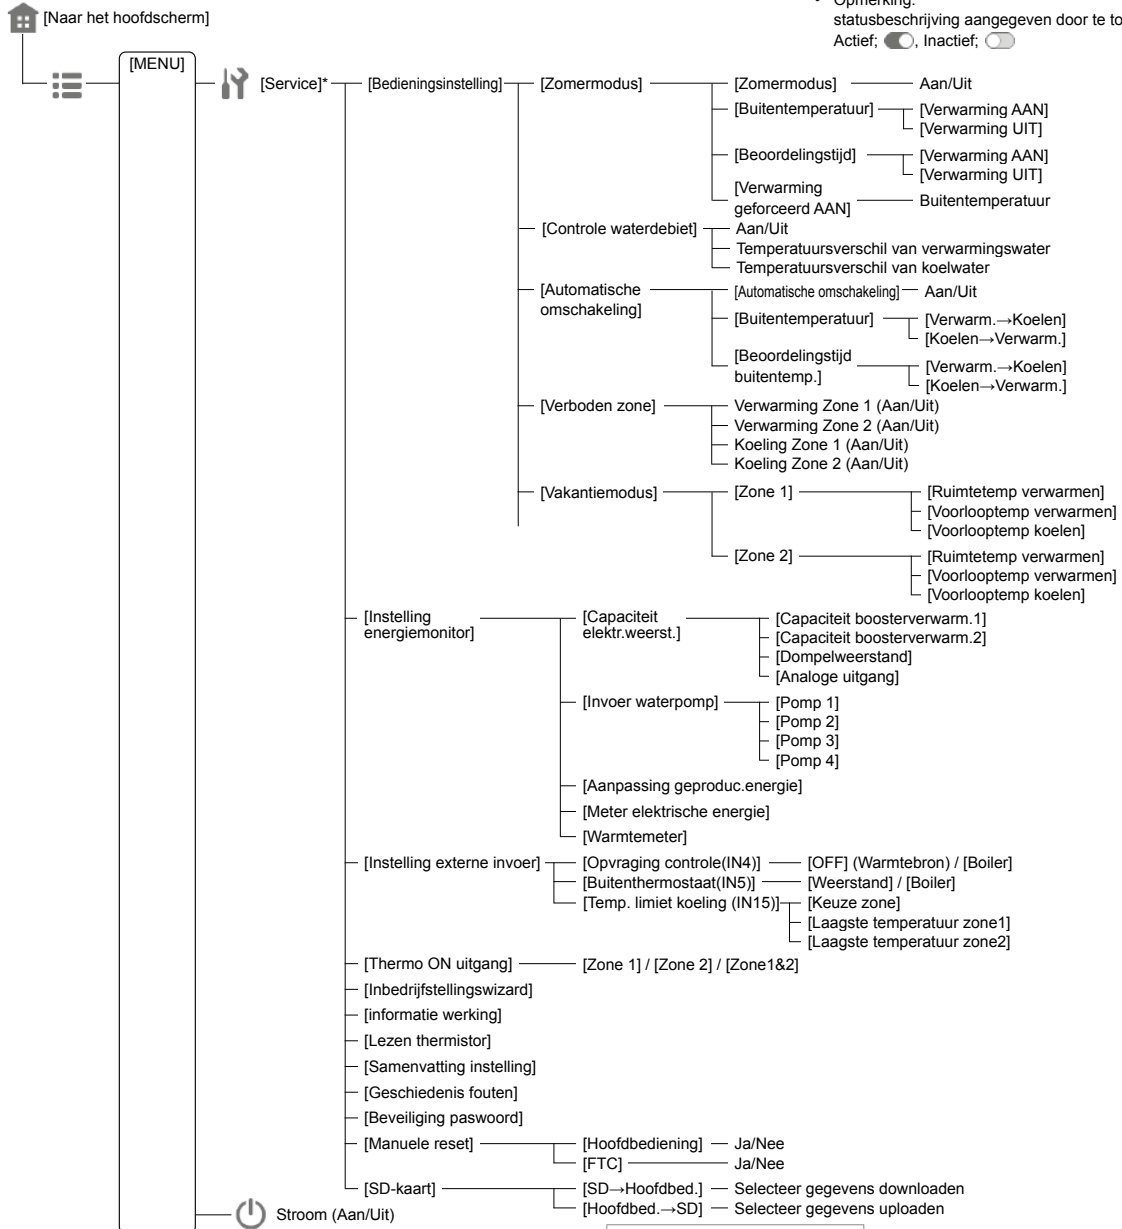 Opmerking:
[Naar het hoofdscherm]
statusbeschrijving aangegeven door te to
Actief; , Inactief;
[MENU]
[Service]*
[Bedieningsinstelling]
[Zomermodus]
[Zomermodus] Aan/Uit
[Buitentemperatuur] [Verwarming AAN]
[Verwarming UIT]
[Beoordelingstijd] [Verwarming AAN]
[Verwarming UIT]
[Verwarming
geforceerd AAN] Buitentemperatuur
[Controle waterdebiet] Aan/Uit
Temperatuursverschil van verwarmingswater
Temperatuursverschil van koelwater
[Automatische
omschakeling]
[Automatische omschakeling] Aan/Uit
[Buitentemperatuur] [Verwarm.→Koelen]
[Koelen→Verwarm.]
[Beoordelingstijd
buitentemp.]
[Verwarm.→Koelen]
[Koelen→Verwarm.]
[Verboden zone] Verwarming Zone 1 (Aan/Uit)
Verwarming Zone 2 (Aan/Uit)
Koeling Zone 1 (Aan/Uit)
Koeling Zone 2 (Aan/Uit)
[Vakantiemodus] [Zone 1] [Ruimtetemp verwarmen]
[Voorlooptemp verwarmen]
[Voorlooptemp koelen]
[Zone 2] [Ruimtetemp verwarmen]
[Voorlooptemp verwarmen]
[Voorlooptemp koelen]
[Instelling
energiemonitor]
[Capaciteit
elektr.weerst.]
[Capaciteit boosterverwarm.1]
[Capaciteit boosterverwarm.2]
[Dompelweerstand]
[Analoge uitgang]
[Invoer waterpomp] [Pomp 1]
[Pomp 2]
[Pomp 3]
[Pomp 4]
[Aanpassing geproduc.energie]
[Meter elektrische energie]
[Warmtemeter]
[Instelling externe invoer] [Opvraging controle(IN4)] [OFF] (Warmtebron) / [Boiler]
[Buitenthermostaat(IN5)] [Weerstand] / [Boiler]
[Temp. limiet koeling (IN15)] [Keuze zone]
[Laagste temperatuur zone1]
[Laagste temperatuur zone2]
[Thermo ON uitgang] [Zone 1] / [Zone 2] / [Zone1&2]
[Inbedrijfstellingswizard]
[informatie werking]
[Lezen thermistor]
[Samenvatting instelling]
[Geschiedenis fouten]
[Beveiliging paswoord]
[Manuele reset] [Hoofdbediening] Ja/Nee
[FTC] Ja/Nee
[SD-kaart] [SD→Hoofdbed.] Selecteer gegevens downloaden
[Hoofdbed.→SD] Selecteer gegevens uploaden
Stroom (Aan/Uit)